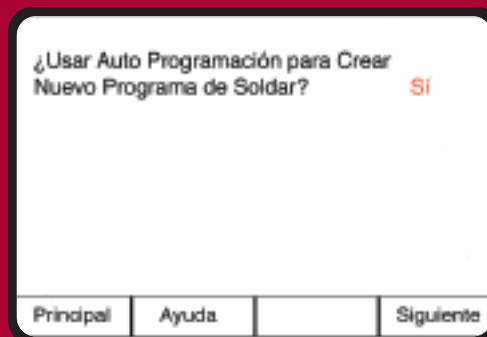 ¿Usar Auto Programación para Crear
Nuevo Programa de Soldar? Sí
Principal Ayuda Siguiente